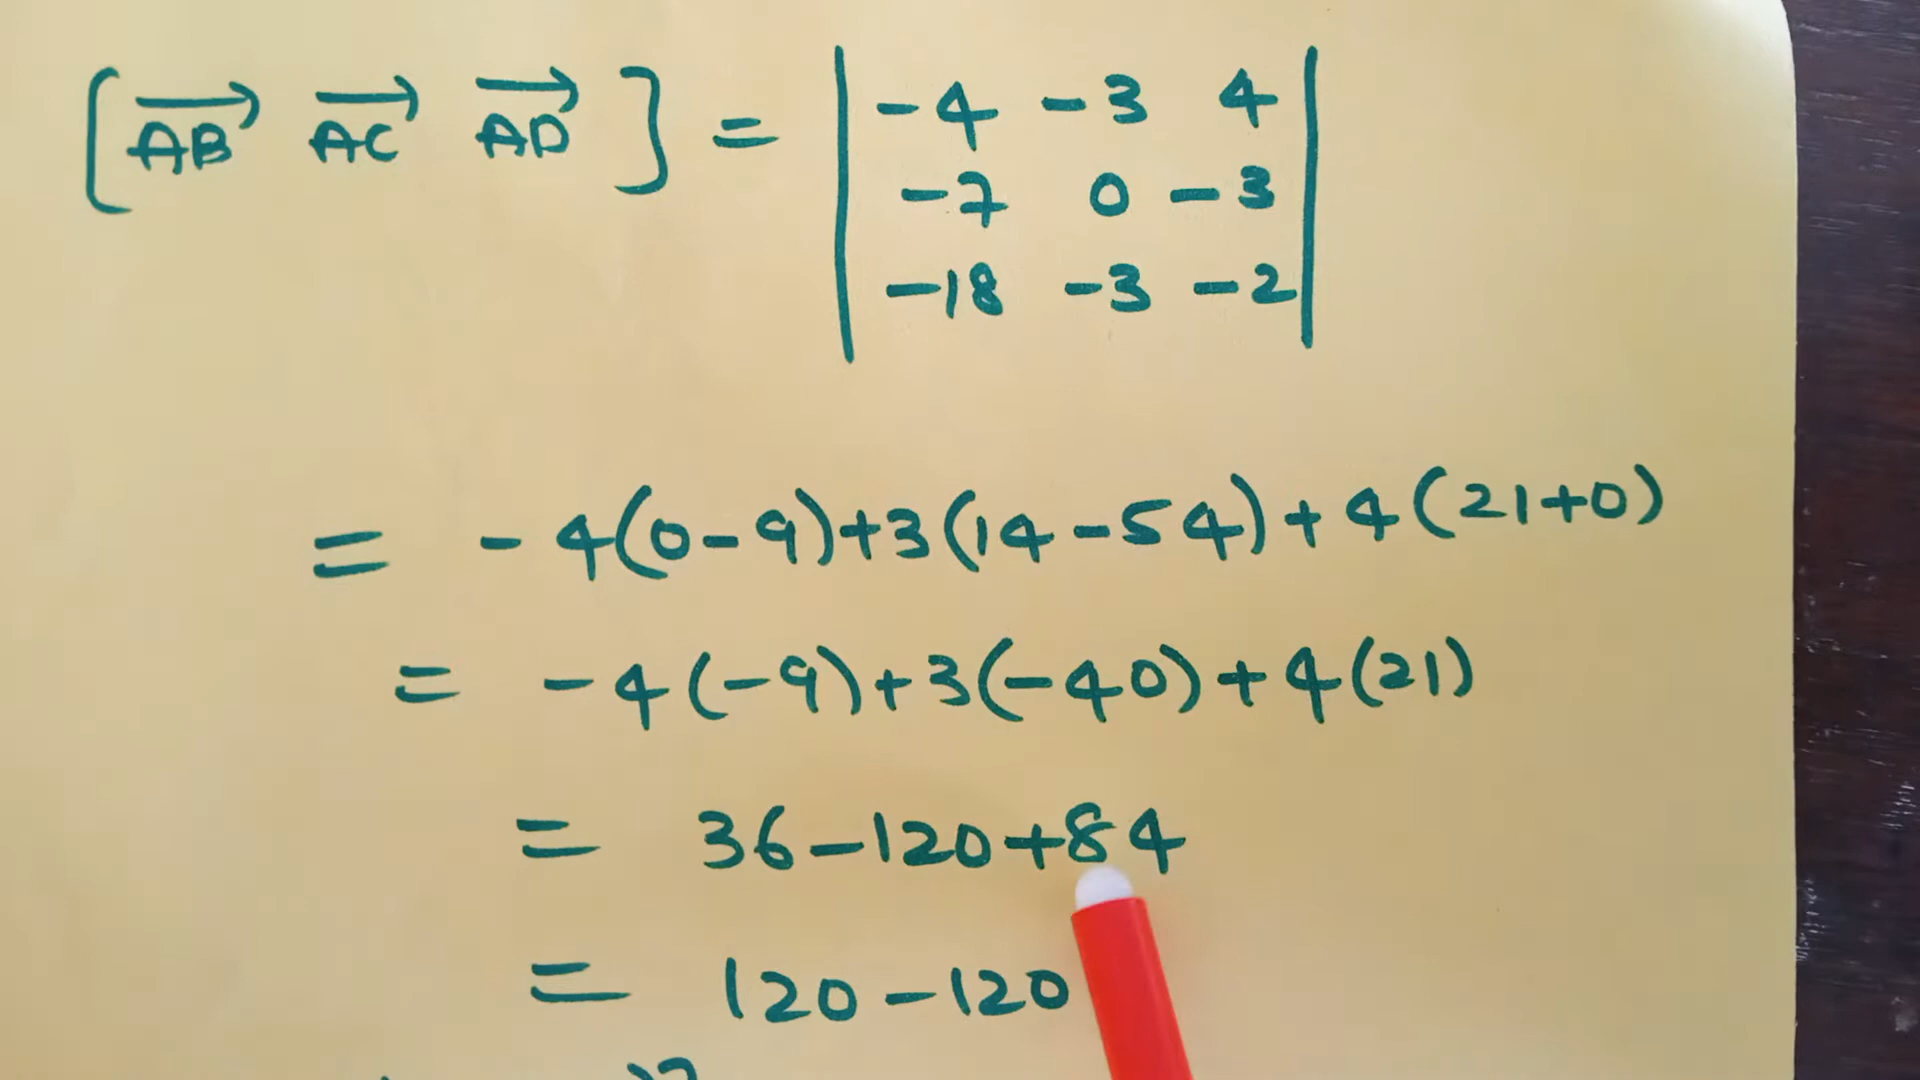 [AB AC AD] = | -4 -3 4 |
| -7 0 -3 |
| -18 -3 -2 |
= -4(0-9)+3(14-54)+4(21+0)
= -4(-9)+3(-40)+4(21)
= 36-120+84
= 120-120